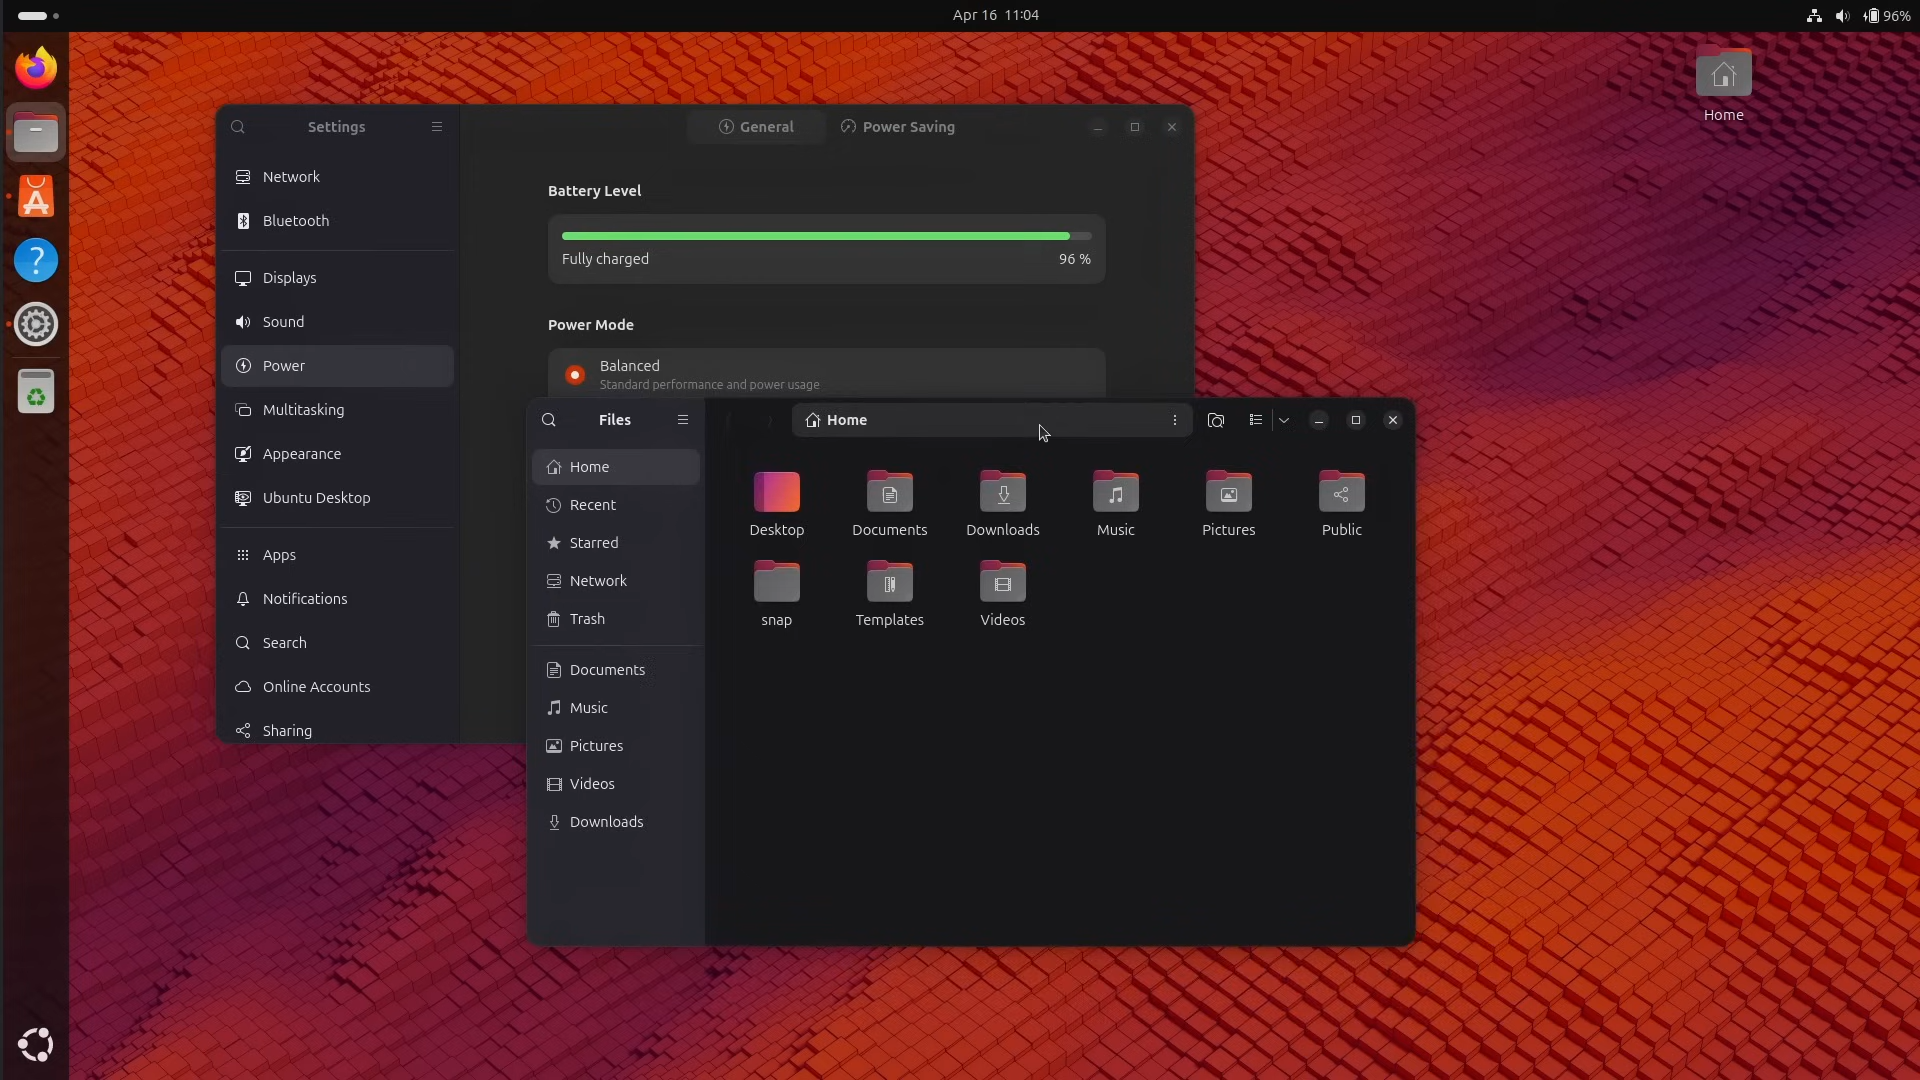 Apr 16 11:04
96%
Home
Settings
General
Power Saving
Network
Bluetooth
Displays
Sound
Power
Multitasking
Appearance
Ubuntu Desktop
Apps
Notifications
Search
Online Accounts
Sharing
Battery Level
Fully charged
96 %
Power Mode
Balanced
Standard performance and power usage
Files
Home
Home
Recent
Starred
Network
Trash
Documents
Music
Pictures
Videos
Downloads
Desktop
Documents
Downloads
Music
Pictures
Public
snap
Templates
Videos